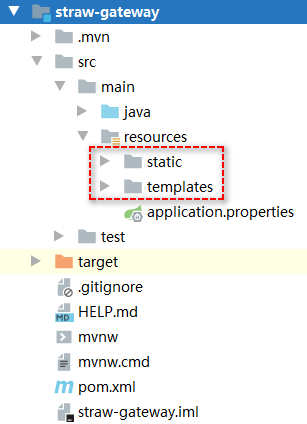 straw-gateway
.mvn
src
main
java
resources
static
templates
application.properties
test
target
.gitignore
MD
HELP.md
mvnw
mvnw.cmd
m
pom.xml
straw-gateway.iml